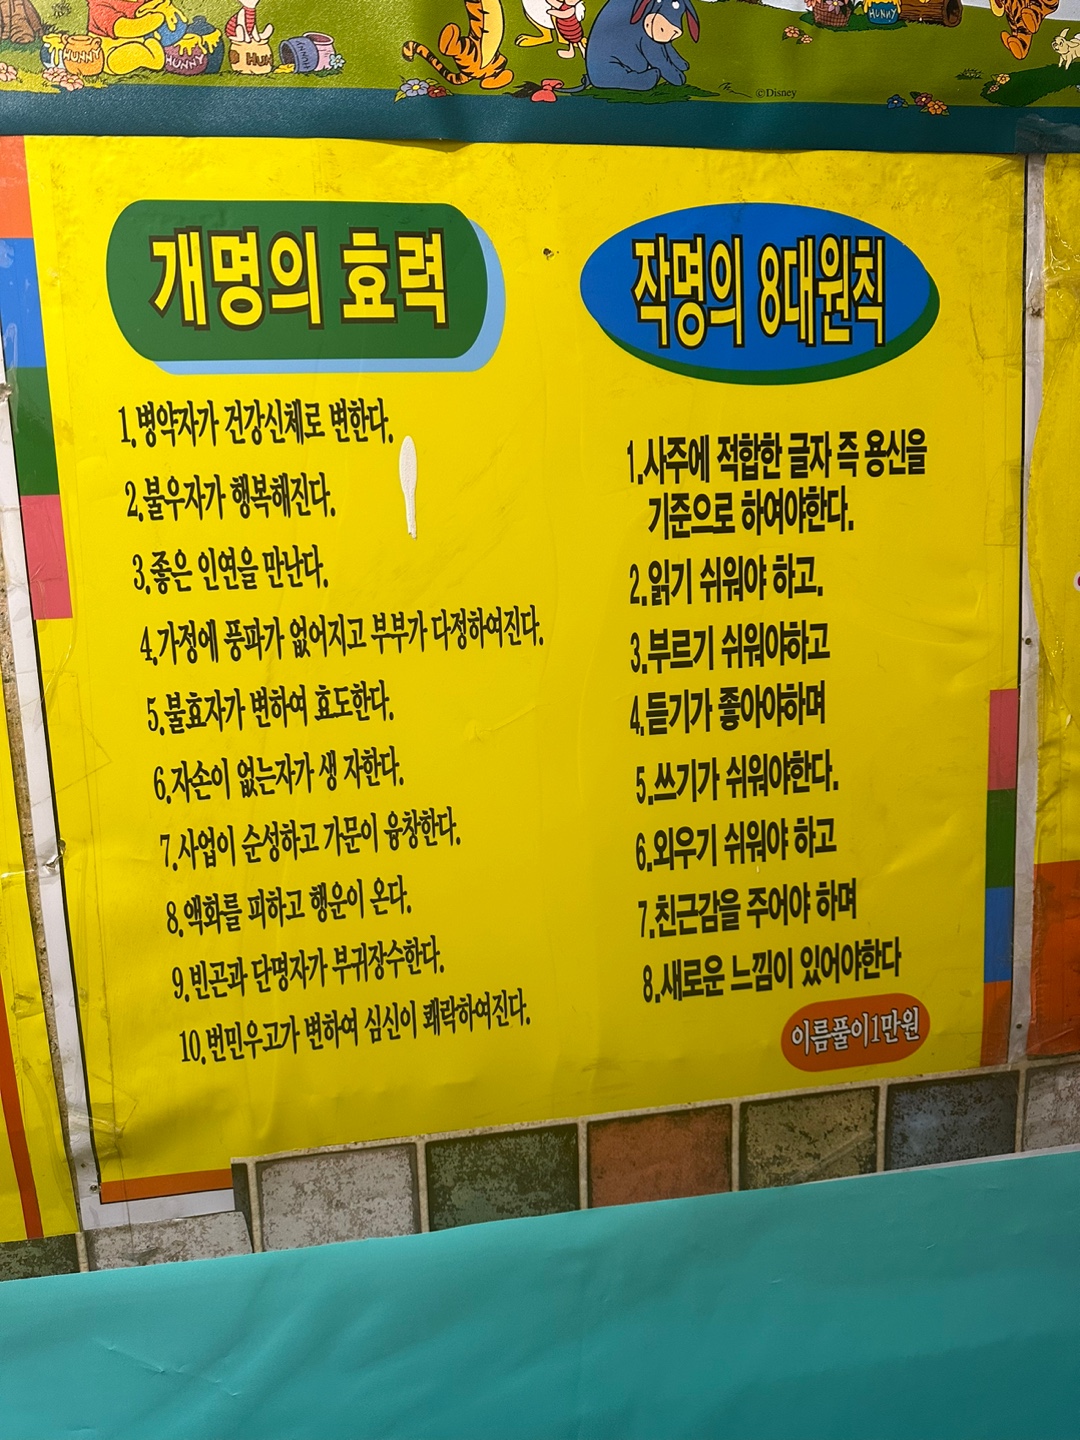 HUNNY
HUNNY
HUN
HUNNY
HUNNY
©Disney
개명의 효력
1.병약자가 건강신체로 변한다.
2.불우자가 행복해진다.
3.좋은 인연을 만난다.
4.가정에 풍파가 없어지고 부부가 다정하여진다.
5.불효자가 변하여 효도한다.
6.자손이 없는자가 생 자한다.
7.사업이 순성하고 가문이 융창한다.
8.액화를 피하고 행운이 온다.
9.빈곤과 단명자가 부귀장수한다.
10.번민우고가 변하여 심신이 쾌락하여진다.
작명의 8대원칙
1.사주에 적합한 글자 즉 용신을
기준으로 하여야한다.
2.읽기 쉬워야 하고.
3.부르기 쉬워야하고
4.듣기가 좋아야하며
5.쓰기가 쉬워야한다.
6.외우기 쉬워야 하고
7.친근감을 주어야 하며
8.새로운 느낌이 있어야한다
이름풀이1만원